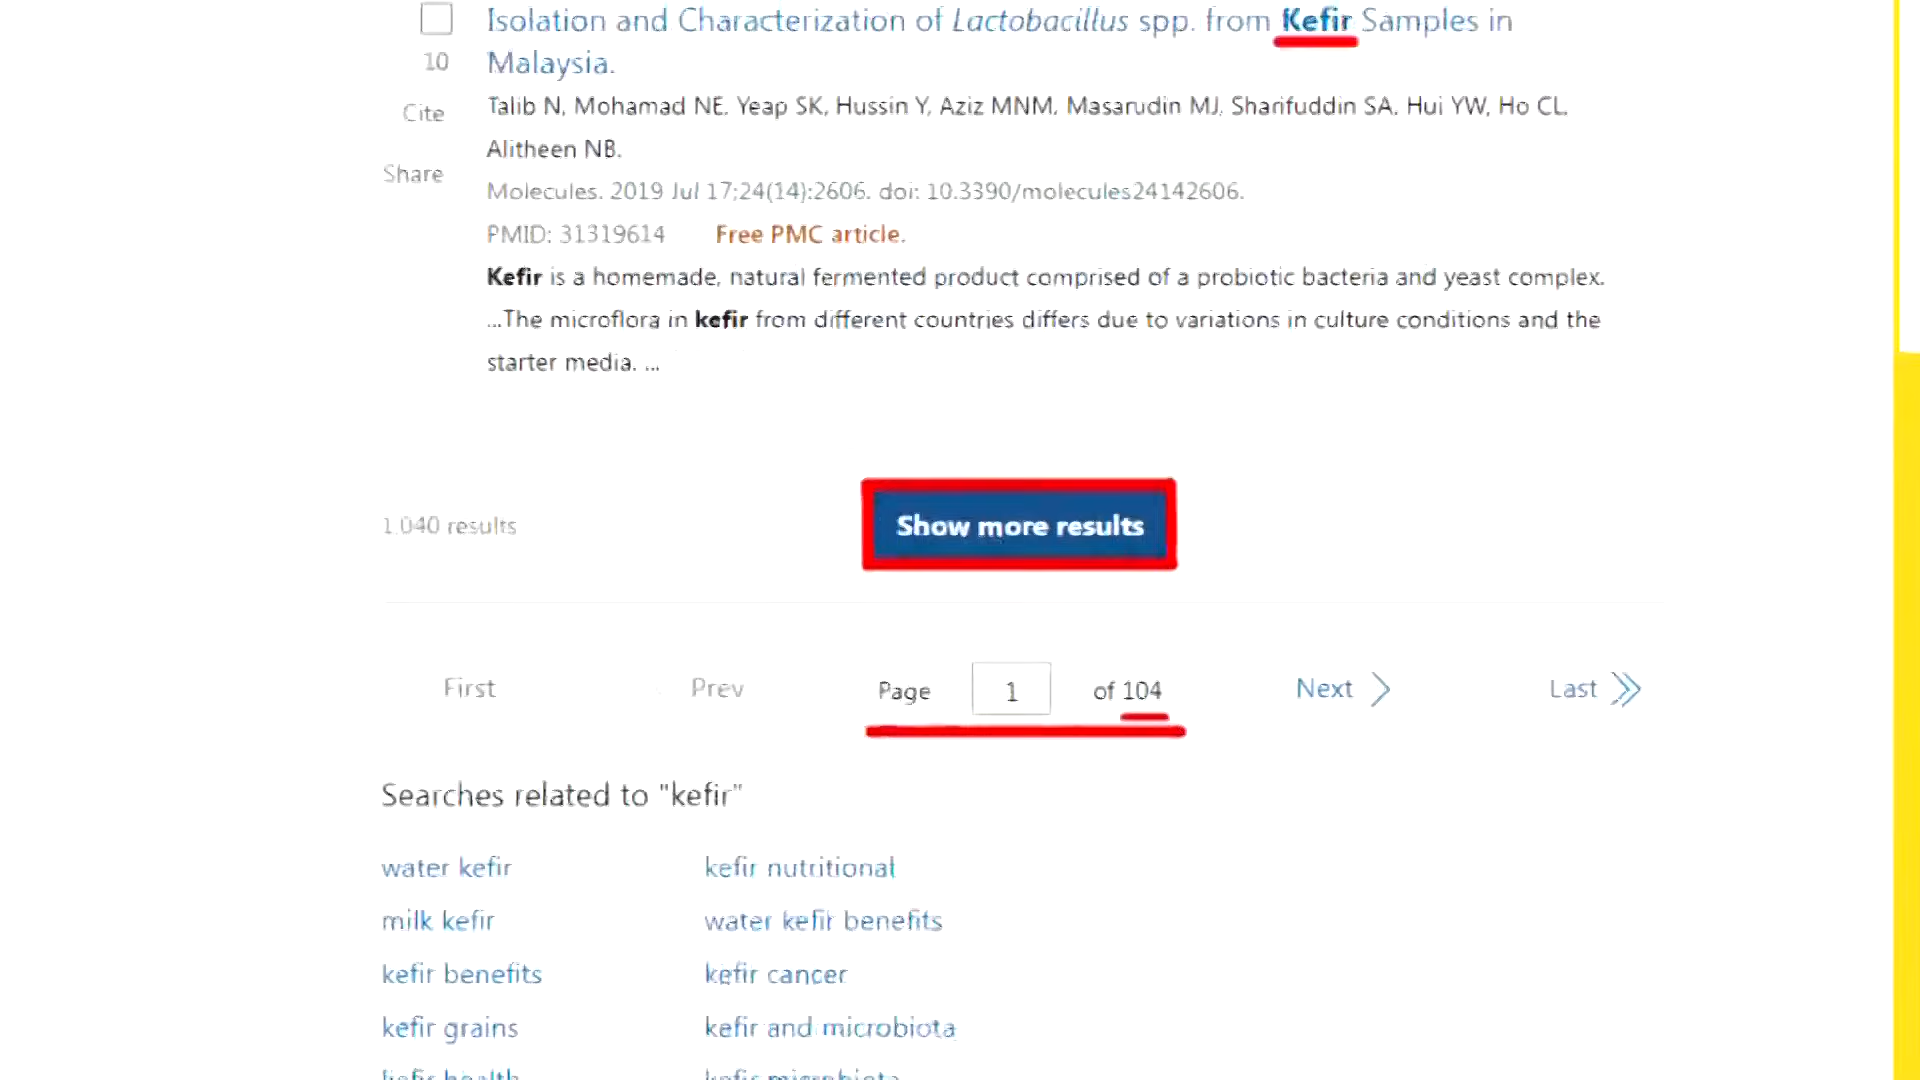 Isolation and Characterization of Lactobacillus spp. from Kefir Samples in
10
Malaysia.
Cite
Talib N, Mohamad NE, Yeap SK, Hussin Y, Aziz MNM, Masarudin MJ, Sharifuddin SA, Hui YW, Ho CL,
Alitheen NB.
Share
Molecules. 2019 Jul 17;24(14):2606. doi: 10.3390/molecules24142606.
PMID: 31319614 Free PMC article.
Kefir is a homemade, natural fermented product comprised of a probiotic bacteria and yeast complex.
...The microflora in kefir from different countries differs due to variations in culture conditions and the
starter media. ...
1,040 results
Show more results
First Prev Page 1 of 104 Next Last
Searches related to "kefir"
water kefir kefir nutritional
milk kefir water kefir benefits
kefir benefits kefir cancer
kefir grains kefir and microbiota
kefir health kefir microbiota